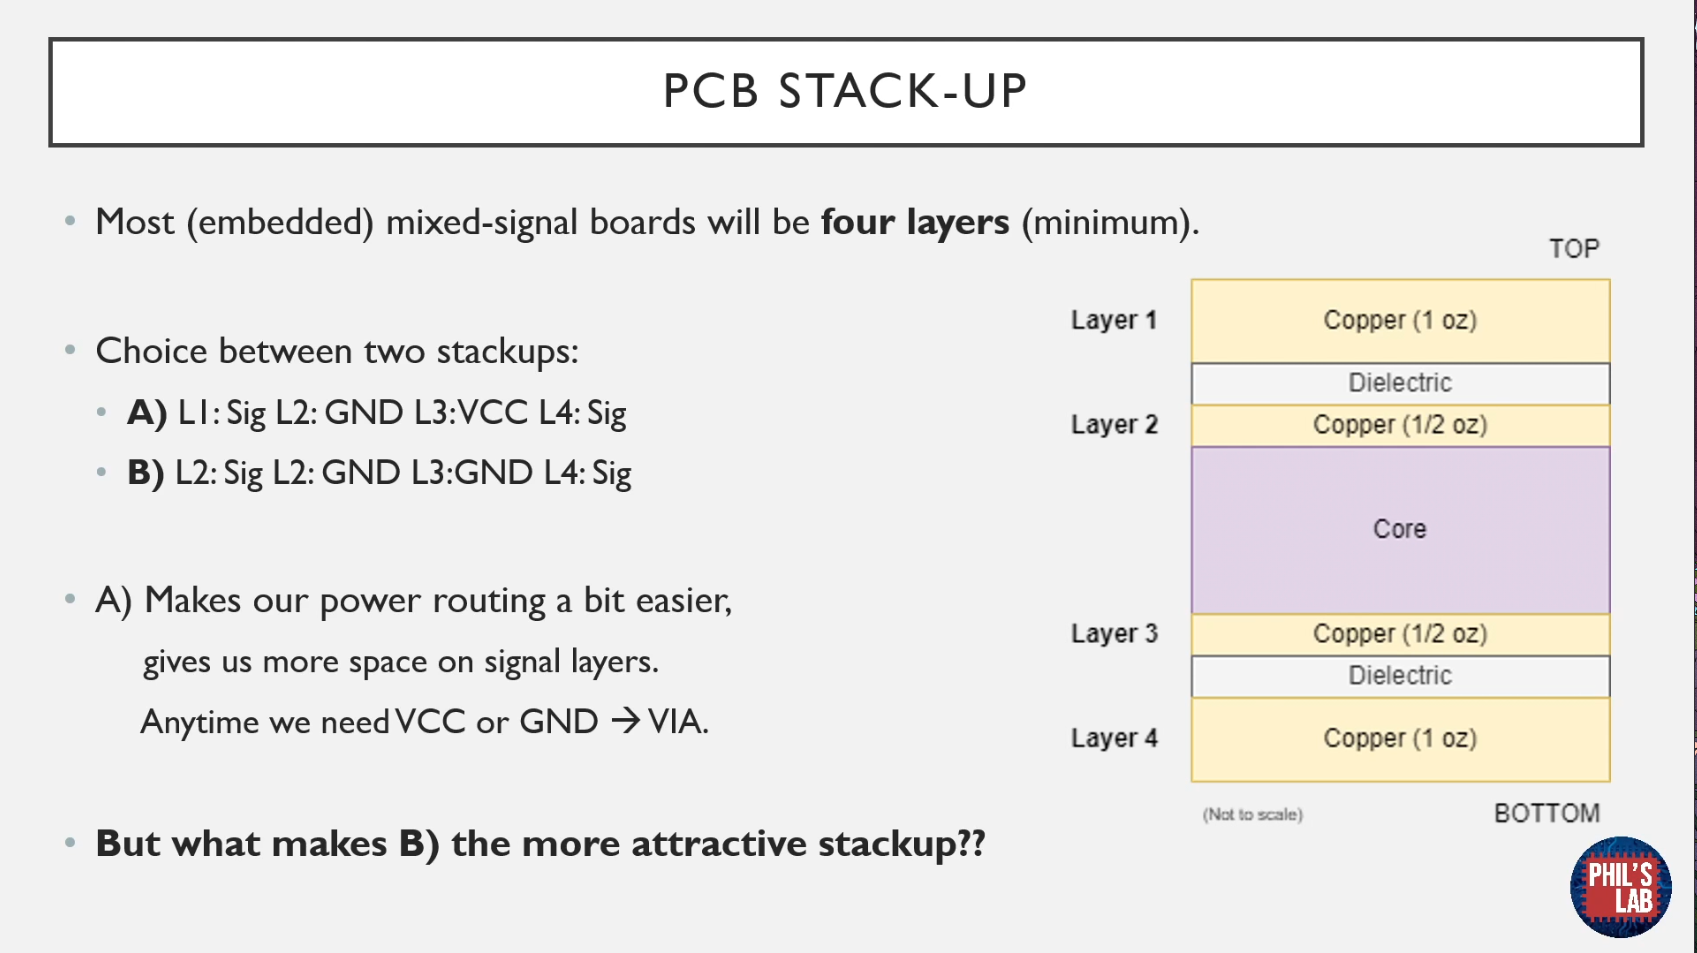 PCB STACK-UP
• Most (embedded) mixed-signal boards will be four layers (minimum).
• Choice between two stackups:
• A) L1: Sig L2: GND L3:VCC L4: Sig
• B) L2: Sig L2: GND L3:GND L4: Sig
• A) Makes our power routing a bit easier,
gives us more space on signal layers.
Anytime we need VCC or GND → VIA.
• But what makes B) the more attractive stackup??
TOP
Layer 1 Copper (1 oz)
Dielectric
Layer 2 Copper (1/2 oz)
Core
Layer 3 Copper (1/2 oz)
Dielectric
Layer 4 Copper (1 oz)
(Not to scale) BOTTOM
PHIL'S
LAB